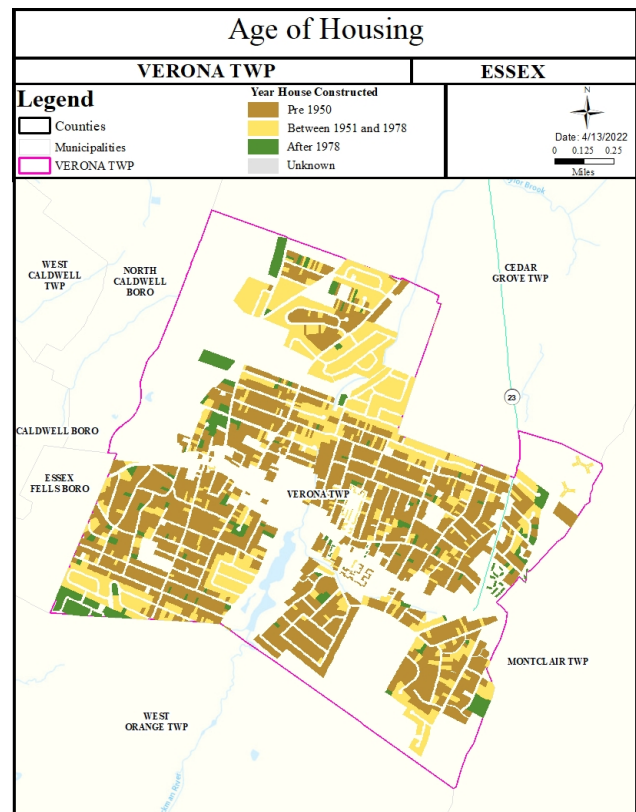 Age of Housing
VERONA TWP
ESSEX
Legend
Counties
Municipalities
VERONA TWP
Year House Constructed
Pre 1950
Between 1951 and 1978
After 1978
Unknown
N
Date: 4/13/2022
0 0.125 0.25
Miles
Brook
WEST
CALDWELL
TWP
NORTH
CALDWELL
BORO
CEDAR
GROVE TWP
23
CALDWELL BORO
ESSEX
FELLS BORO
VERONA TWP
MONTCLAIR TWP
WEST
ORANGE TWP
River